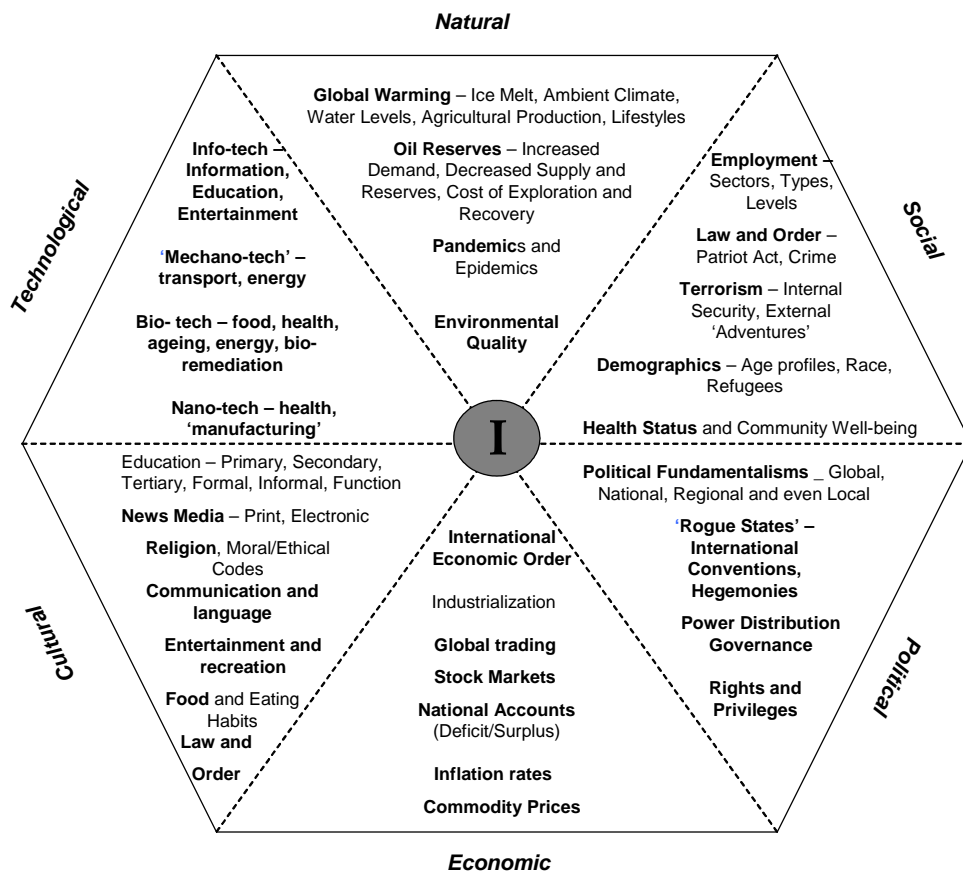 Natural
Global Warming – Ice Melt, Ambient Climate,
Water Levels, Agricultural Production, Lifestyles
Oil Reserves – Increased
Demand, Decreased Supply and
Reserves, Cost of Exploration and
Recovery
Pandemics and
Epidemics
Environmental
Quality
Social
Employment –
Sectors, Types,
Levels
Law and Order –
Patriot Act, Crime
Terrorism – Internal
Security, External
‘Adventures’
Demographics – Age profiles, Race,
Refugees
Health Status and Community Well-being
Political
Political Fundamentalisms _ Global,
National, Regional and even Local
‘Rogue States’ –
International
Conventions,
Hegemonies
Power Distribution
Governance
Rights and
Privileges
Economic
International
Economic Order
Industrialization
Global trading
Stock Markets
National Accounts
(Deficit/Surplus)
Inflation rates
Commodity Prices
Cultural
Education – Primary, Secondary,
Tertiary, Formal, Informal, Function
News Media – Print, Electronic
Religion, Moral/Ethical
Codes
Communication and
language
Entertainment and
recreation
Food and Eating
Habits
Law and
Order
Technological
Info-tech –
Information,
Education,
Entertainment
‘Mechano-tech’ –
transport, energy
Bio- tech – food, health,
ageing, energy, bio-
remediation
Nano-tech – health,
‘manufacturing’
I